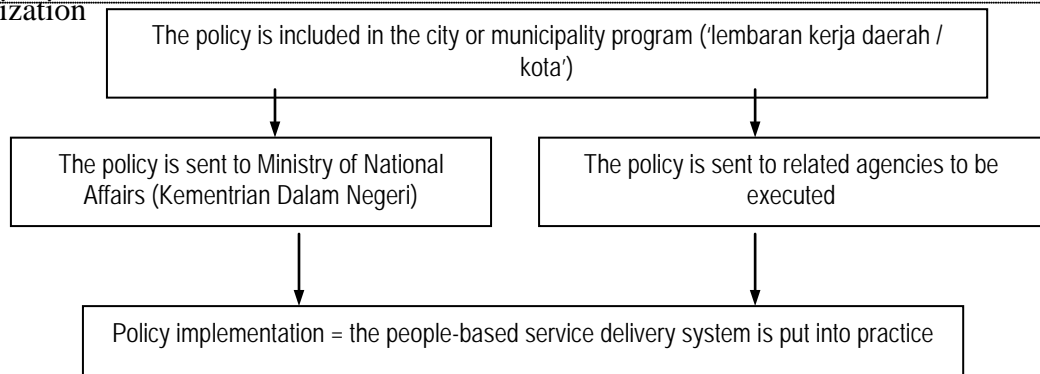 ization
The policy is included in the city or municipality program (‘lembaran kerja daerah /
kota’)
The policy is sent to Ministry of National
Affairs (Kementrian Dalam Negeri)
The policy is sent to related agencies to be
executed
Policy implementation = the people-based service delivery system is put into practice